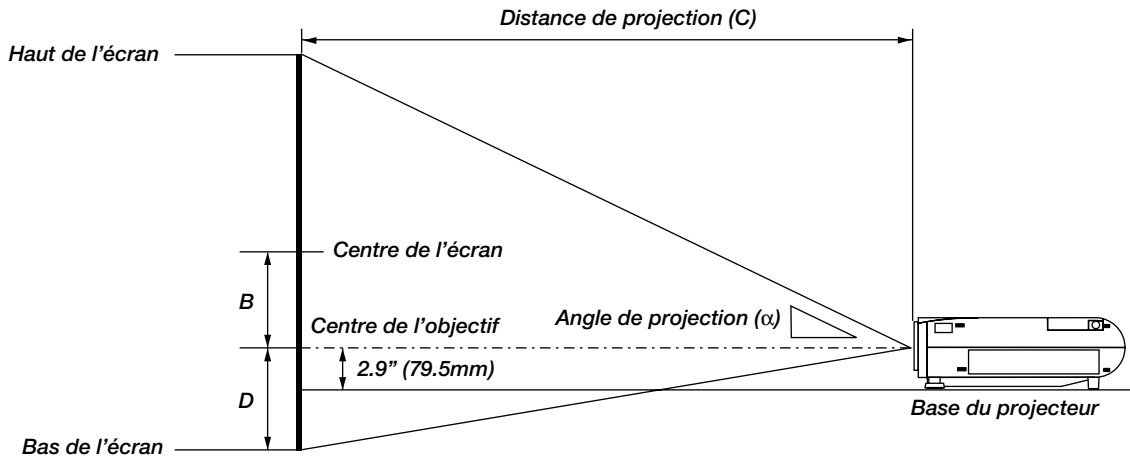 Distance de projection (C)
Haut de l’écran
Centre de l’écran
B
Centre de l’objectif
Angle de projection (α)
2.9” (79.5mm)
D
Base du projecteur
Bas de l’écran